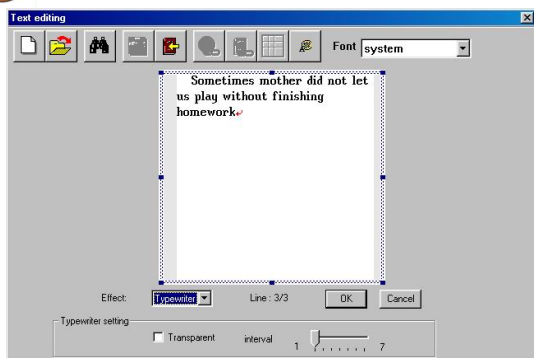 Text editing
Font system
Sometimes mother did not let
us play without finishing
homework
Effect: Typewriter Line : 3/3 OK Cancel
Typewriter setting
Transparent interval 1 7